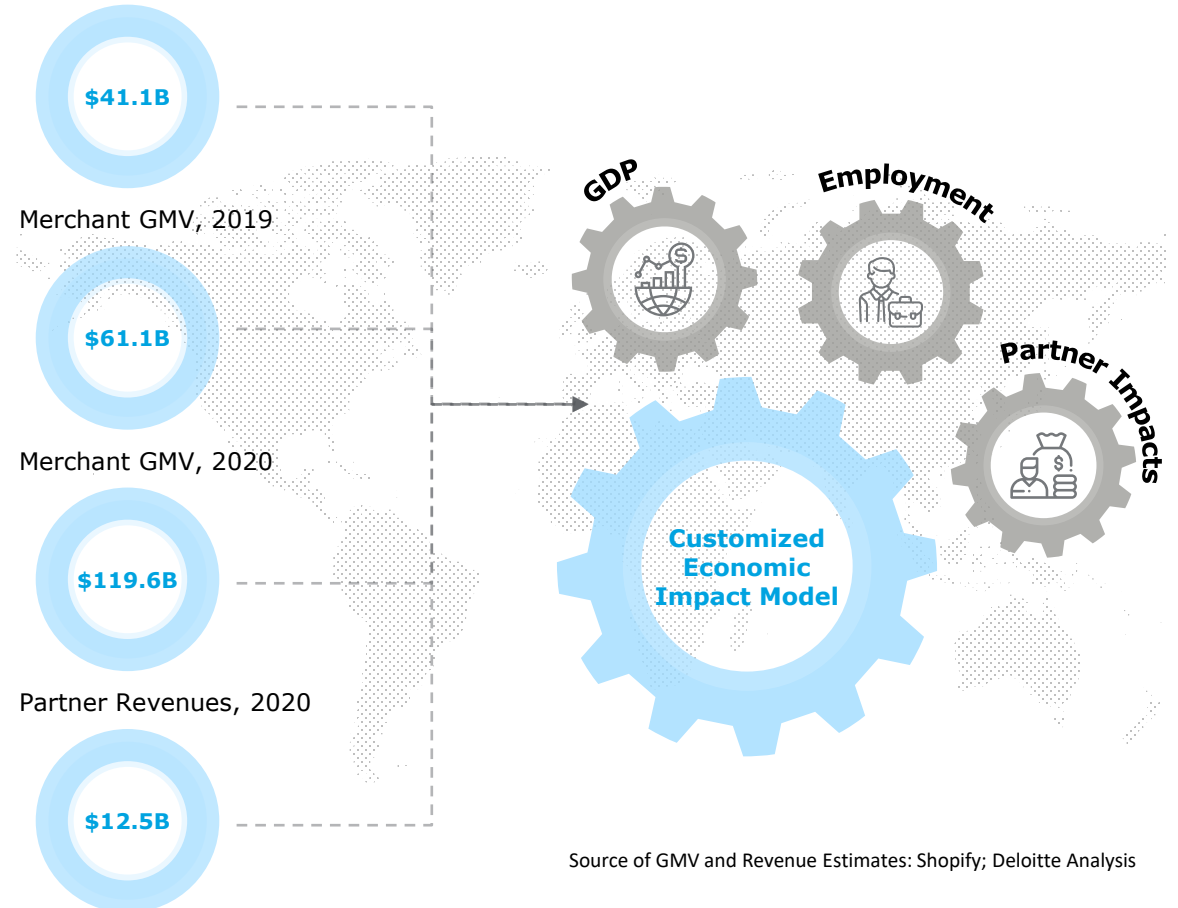 $41.1B
Merchant GMV, 2019
$61.1B
Merchant GMV, 2020
$119.6B
Partner Revenues, 2020
$12.5B
GDP
Employment
Partner Impacts
Customized
Economic
Impact Model
Source of GMV and Revenue Estimates: Shopify; Deloitte Analysis